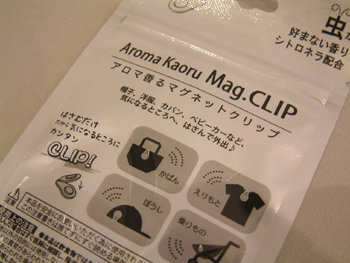 虫が
好まない香り
シトロネラ配合
Aroma Kaoru Mag.CLIP
アロマ香るマグネットクリップ
帽子、洋服、カバン、ベビーカーなど、
気になるところへ、はさんで外出♪
はさむだけ
だから気になるところに
カンタン
CLIP!
かばん
えりもと
ぼうし
乗りもの